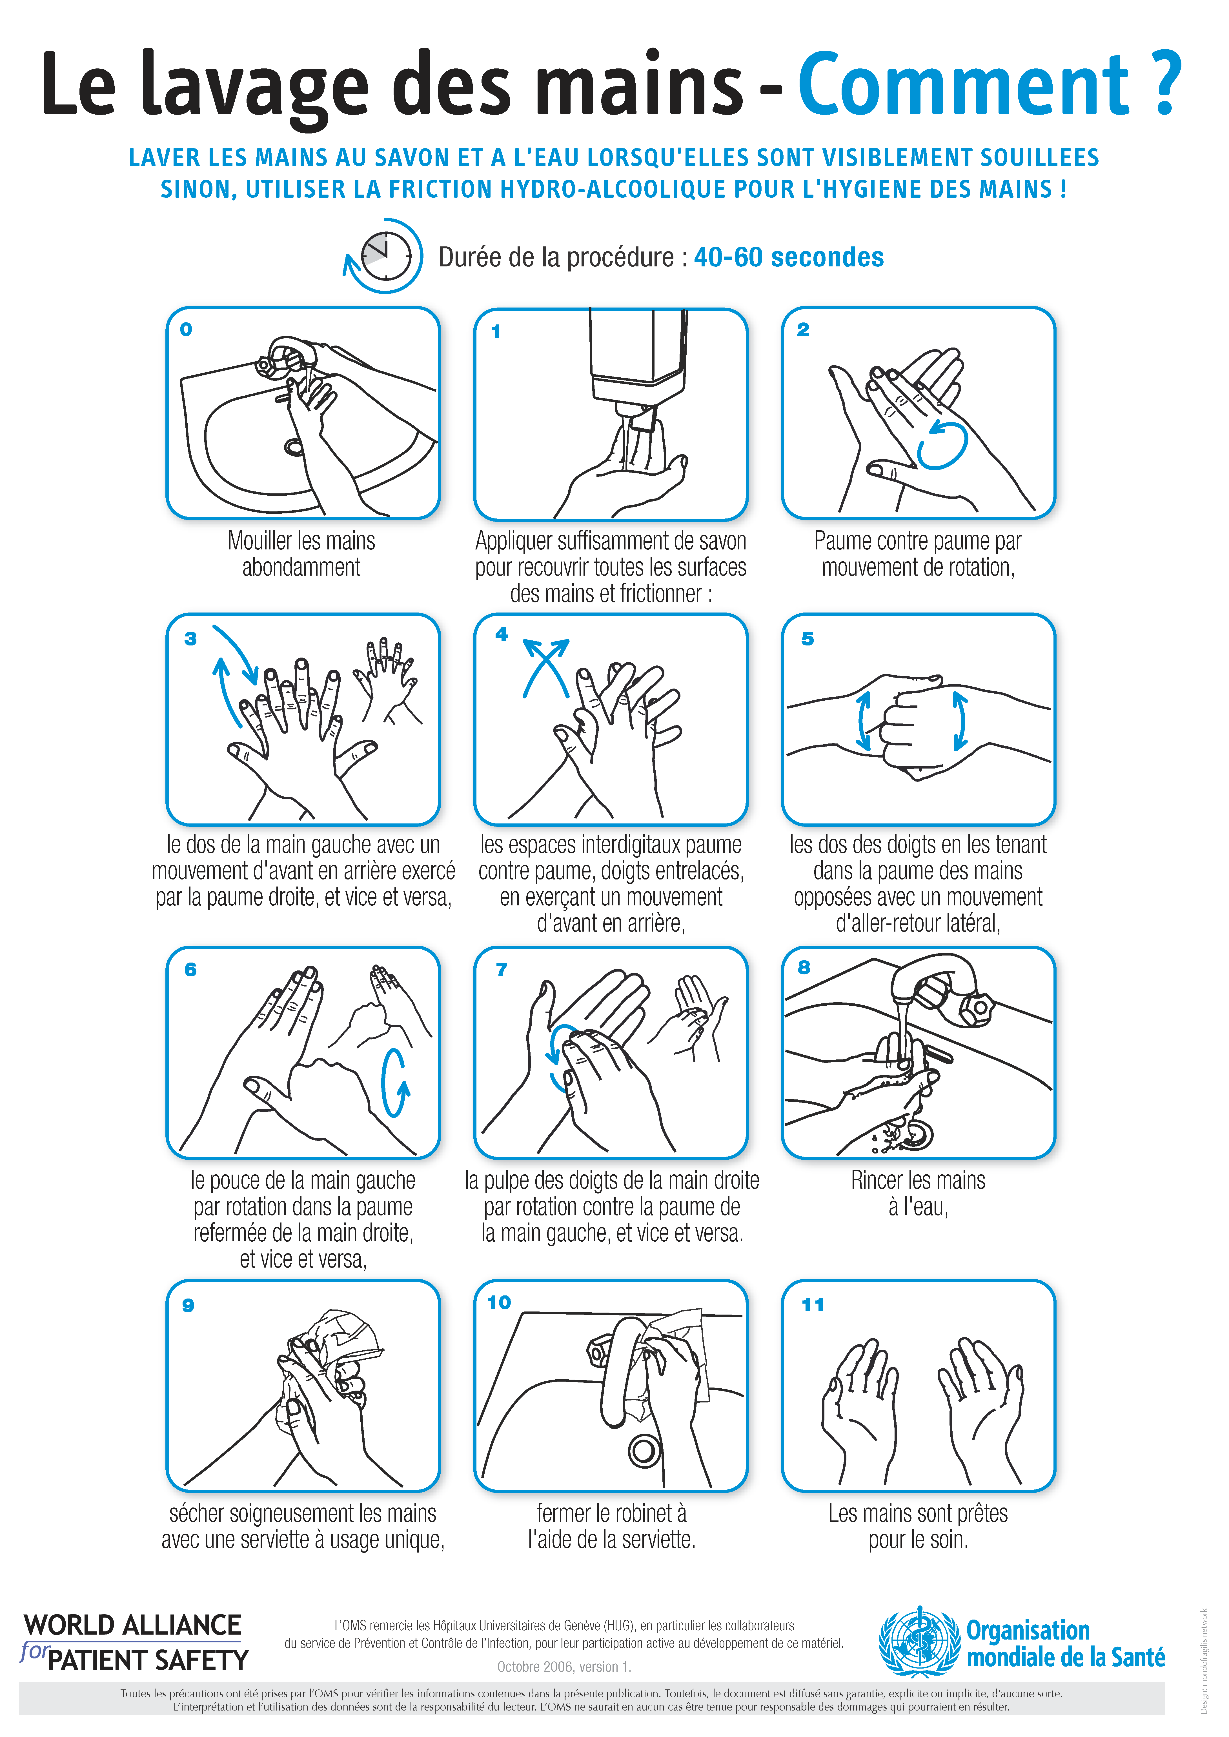 Le lavage des mains - Comment ?
LAVER LES MAINS AU SAVON ET A L'EAU LORSQU'ELLES SONT VISIBLEMENT SOUILLEES
SINON, UTILISER LA FRICTION HYDRO-ALCOOLIQUE POUR L'HYGIENE DES MAINS !
Durée de la procédure : 40-60 secondes
0
Mouiller les mains
abondamment
1
Appliquer suffisamment de savon
pour recouvrir toutes les surfaces
des mains et frictionner :
2
Paume contre paume par
mouvement de rotation,
3
le dos de la main gauche avec un
mouvement d'avant en arrière exercé
par la paume droite, et vice et versa,
4
les espaces interdigitaux paume
contre paume, doigts entrelacés,
en exerçant un mouvement
d'avant en arrière,
5
les dos des doigts en les tenant
dans la paume des mains
opposées avec un mouvement
d'aller-retour latéral,
6
le pouce de la main gauche
par rotation dans la paume
refermée de la main droite,
et vice et versa,
7
la pulpe des doigts de la main droite
par rotation contre la paume de
la main gauche, et vice et versa.
8
Rincer les mains
à l'eau,
9
sécher soigneusement les mains
avec une serviette à usage unique,
10
fermer le robinet à
l'aide de la serviette.
11
Les mains sont prêtes
pour le soin.
WORLD ALLIANCE
for PATIENT SAFETY
L'OMS remercie les Hôpitaux Universitaires de Genève (HUG), en particulier les collaborateurs
du service de Prévention et Contrôle de l'Infection, pour leur participation active au développement de ce matériel.
Octobre 2006, version 1.
Organisation
mondiale de la Santé
Toutes les précautions ont été prises par l'OMS pour vérifier les informations contenues dans la présente publication. Toutefois, le document est diffusé sans garantie, explicite ou implicite, d'aucune sorte.
L'interprétation et l'utilisation des données sont de la responsabilité du lecteur. L'OMS ne saurait en aucun cas être tenue pour responsable des dommages qui pourraient en résulter.